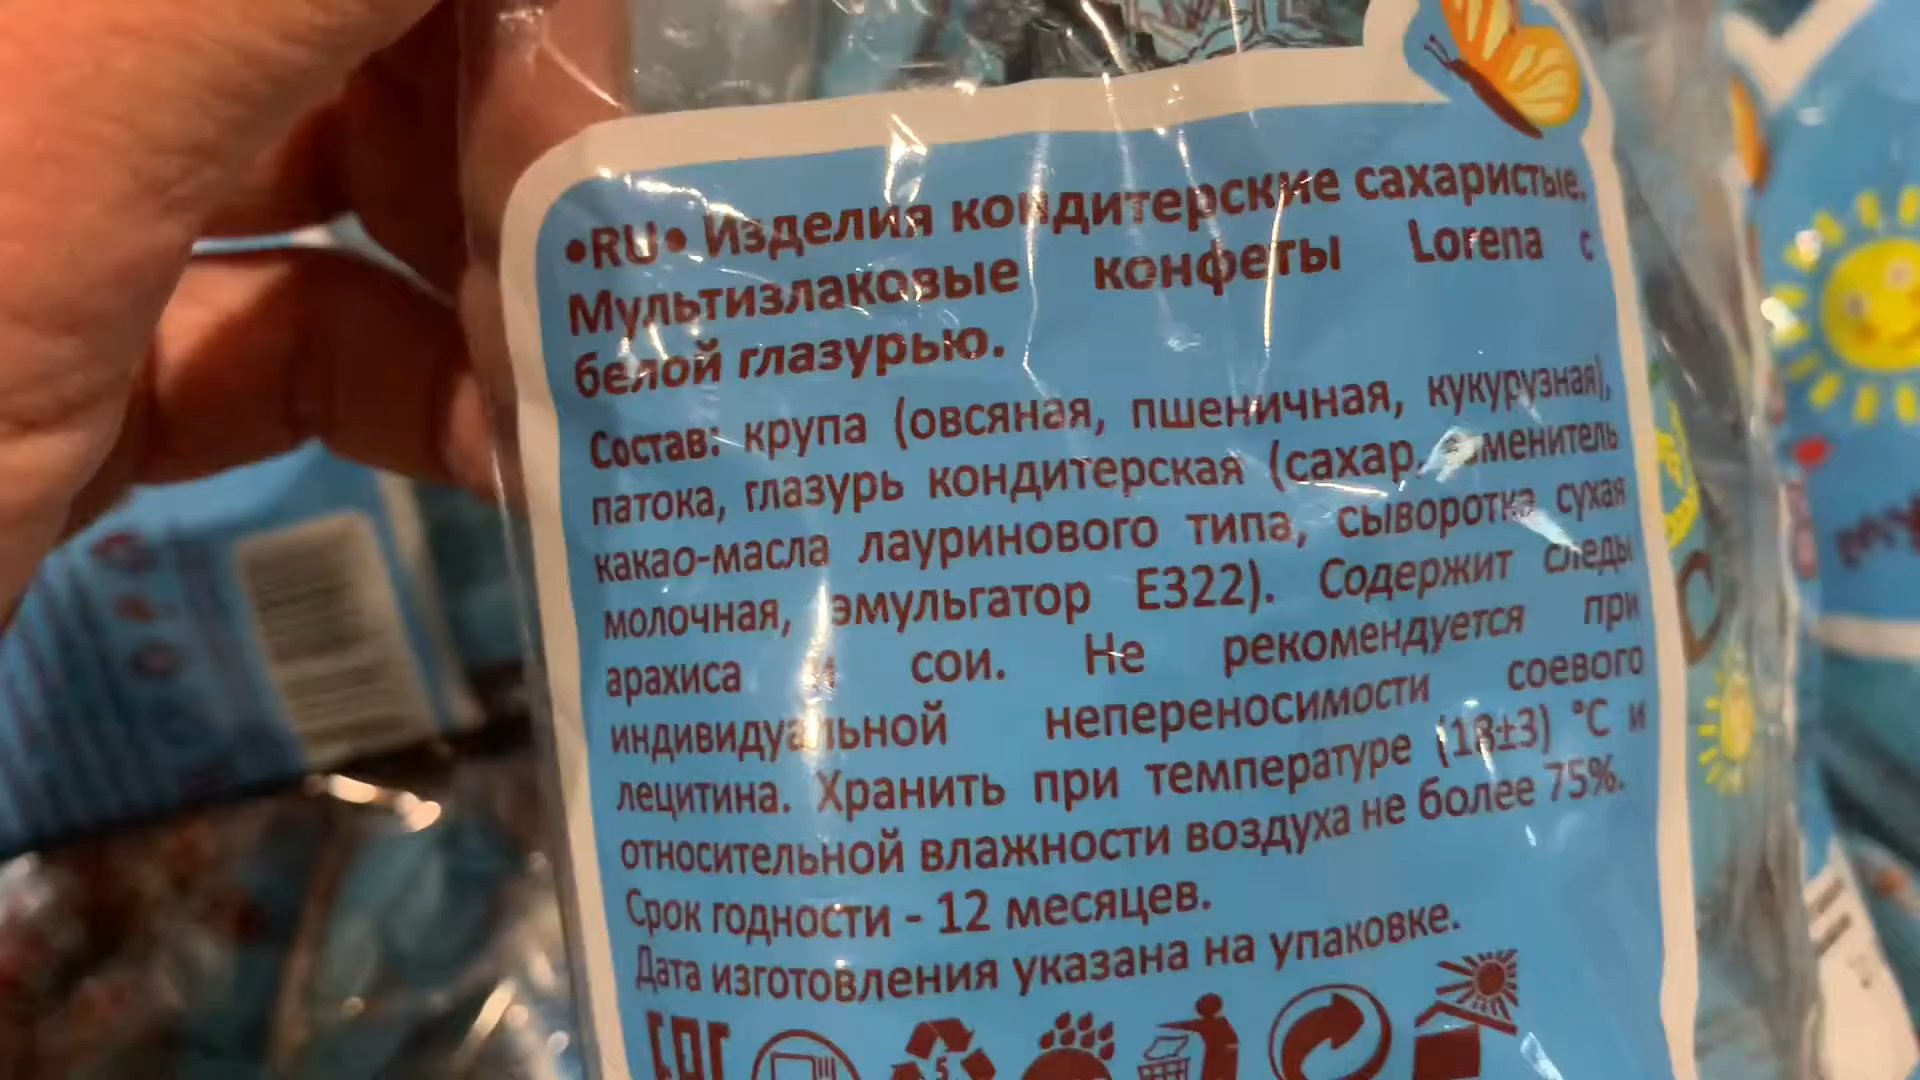 •RU• Изделия кондитерские сахаристые.
Мультизлаковые конфеты Lorena с
белой глазурью.
Состав: крупа (овсяная, пшеничная, кукурузная),
патока, глазурь кондитерская (сахар, заменитель
какао-масла лауринового типа, сыворотка сухая
молочная, эмульгатор Е322). Содержит следы
арахиса и сои. Не рекомендуется при
индивидуальной непереносимости соевого
лецитина. Хранить при температуре (18±3) °С и
относительной влажности воздуха не более 75%.
Срок годности - 12 месяцев.
Дата изготовления указана на упаковке.
EAC
5